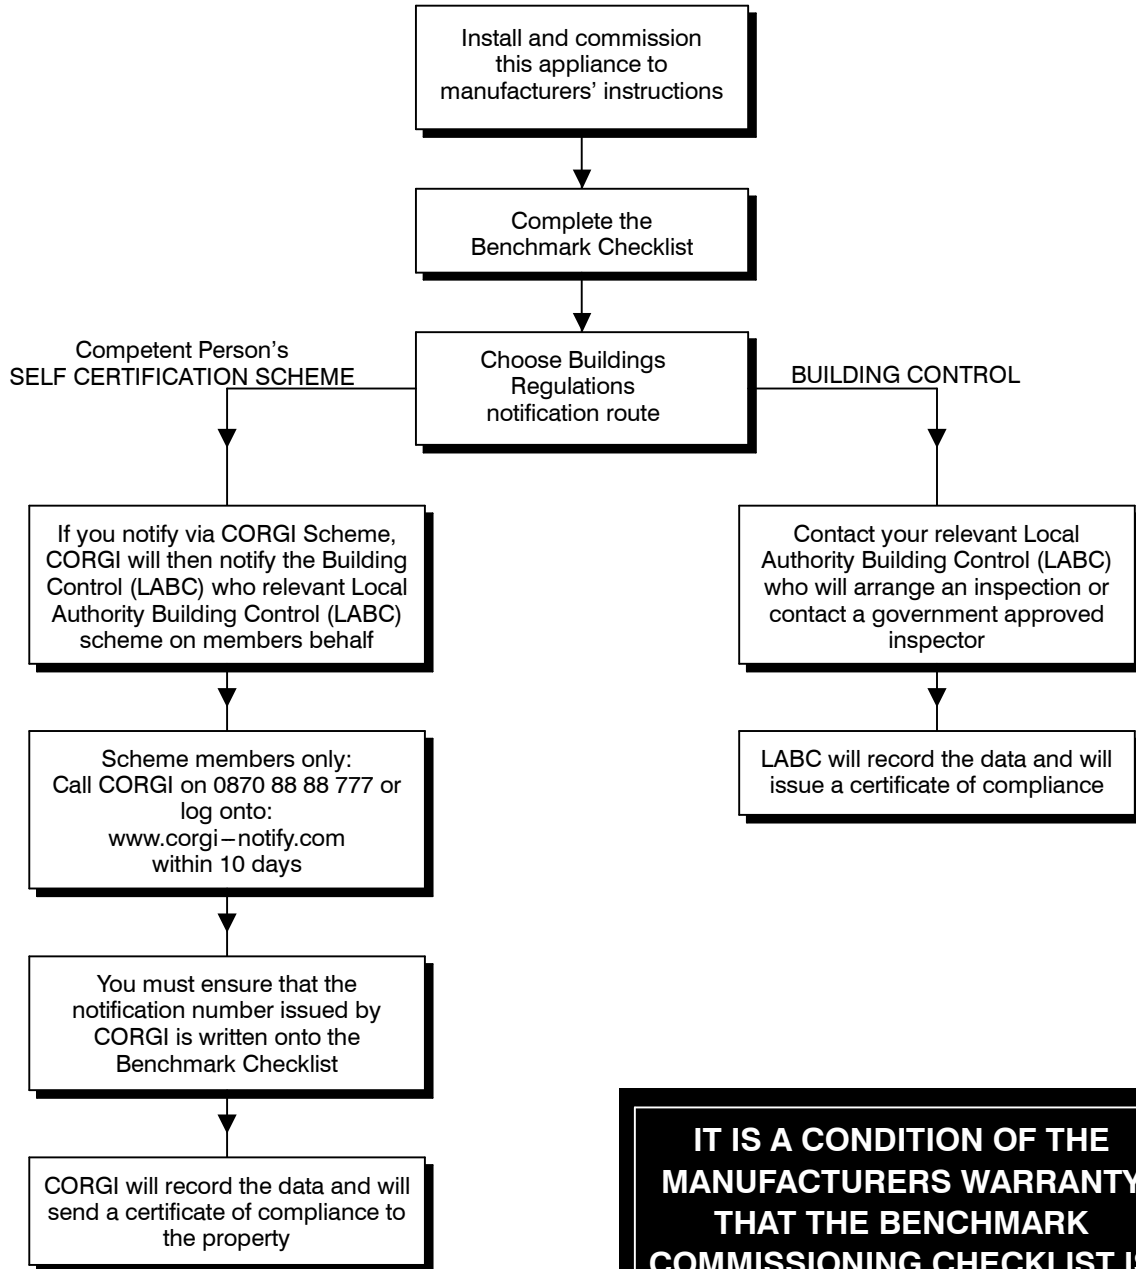 Install and commission
this appliance to
manufacturers’ instructions
Complete the
Benchmark Checklist
Choose Buildings
Regulations
notification route
Competent Person’s
SELF CERTIFICATION SCHEME
BUILDING CONTROL
If you notify via CORGI Scheme,
CORGI will then notify the Building
Control (LABC) who relevant Local
Authority Building Control (LABC)
scheme on members behalf
Contact your relevant Local
Authority Building Control (LABC)
who will arrange an inspection or
contact a government approved
inspector
Scheme members only:
Call CORGI on 0870 88 88 777 or
log onto:
www.corgi–notify.com
within 10 days
LABC will record the data and will
issue a certificate of compliance
You must ensure that the
notification number issued by
CORGI is written onto the
Benchmark Checklist
CORGI will record the data and will
send a certificate of compliance to
the property
IT IS A CONDITION OF THE
MANUFACTURERS WARRANTY
THAT THE BENCHMARK
COMMISSIONING CHECKLIST IS